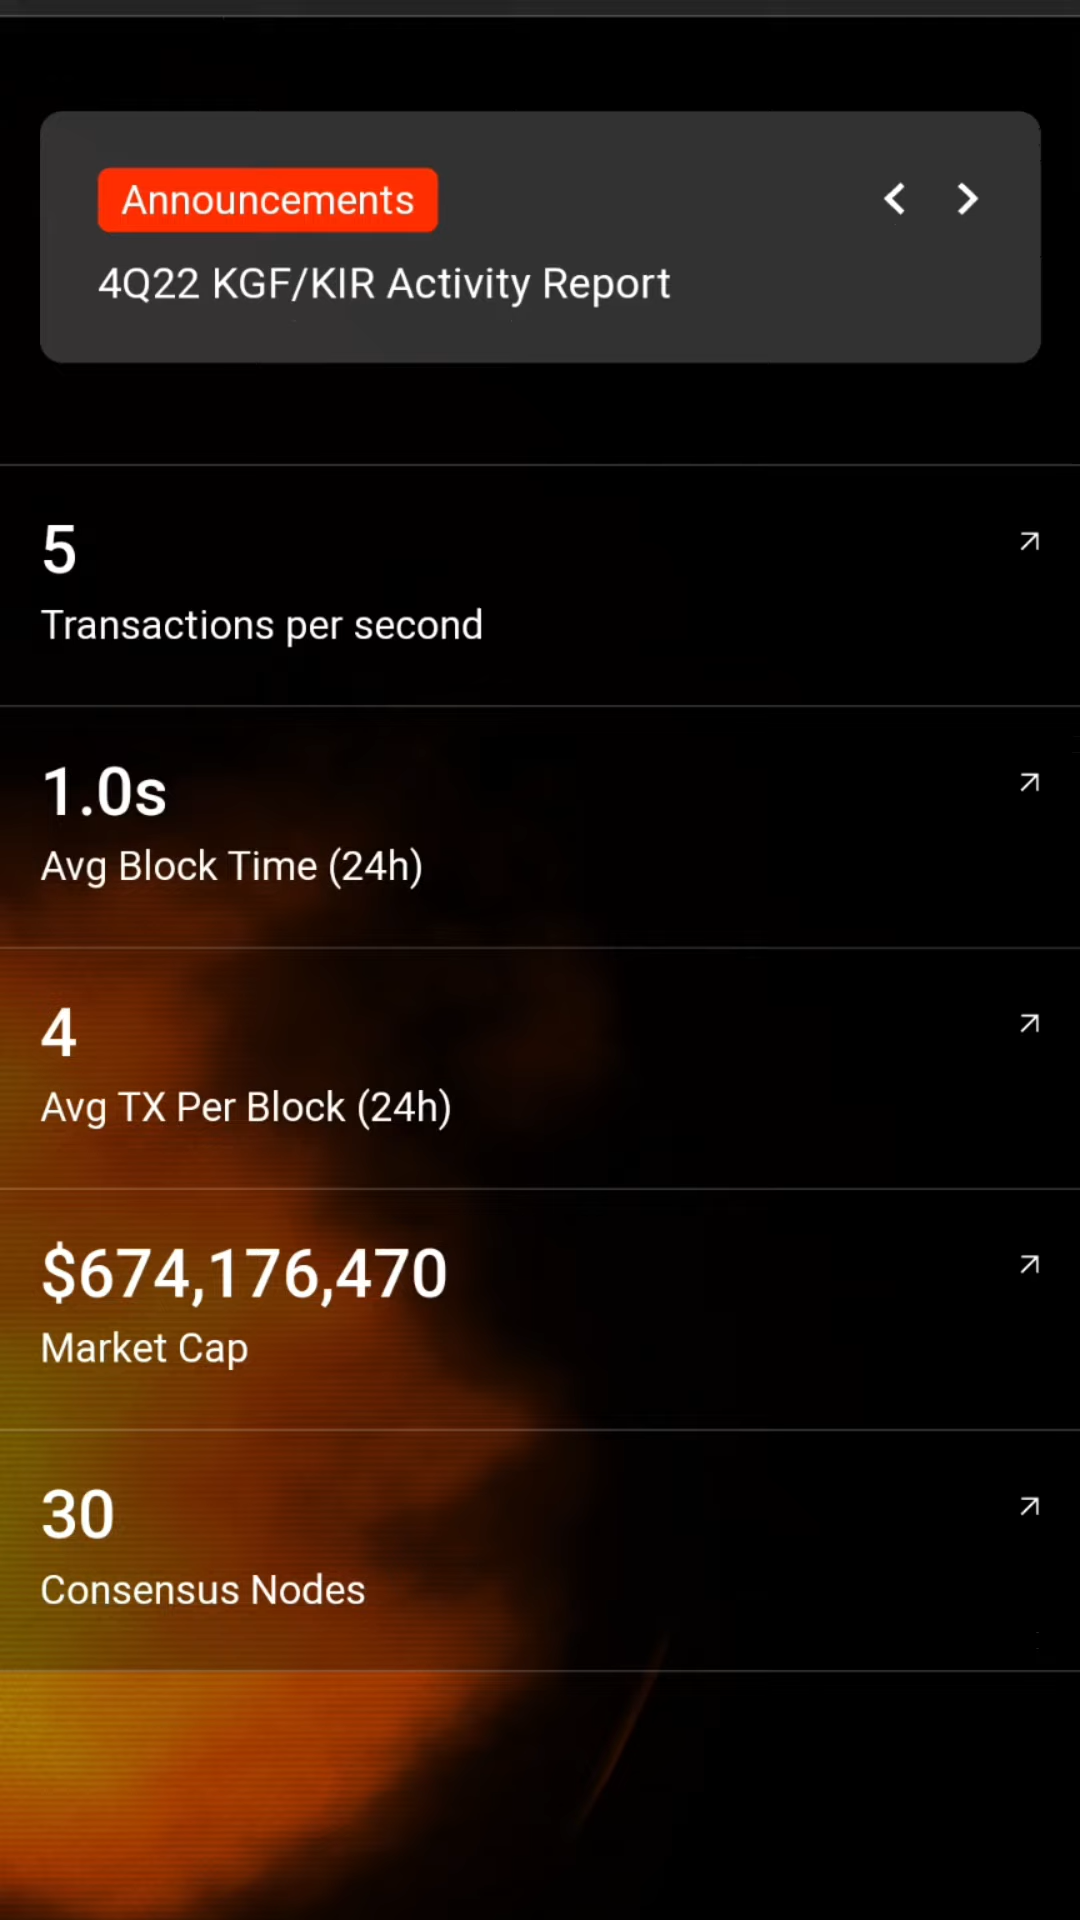 Announcements
4Q22 KGF/KIR Activity Report
5
Transactions per second
1.0s
Avg Block Time (24h)
4
Avg TX Per Block (24h)
$674,176,470
Market Cap
30
Consensus Nodes